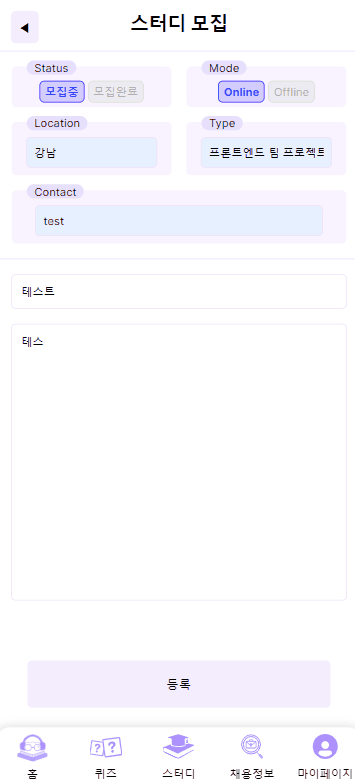 스터디 모집
Status
Mode
모집중 모집완료
Online Offline
Location
Type
강남
프론트엔드 팀 프로젝트
Contact
test
테스트
테스
등록
? ?
홈 퀴즈 스터디 채용정보 마이페이지